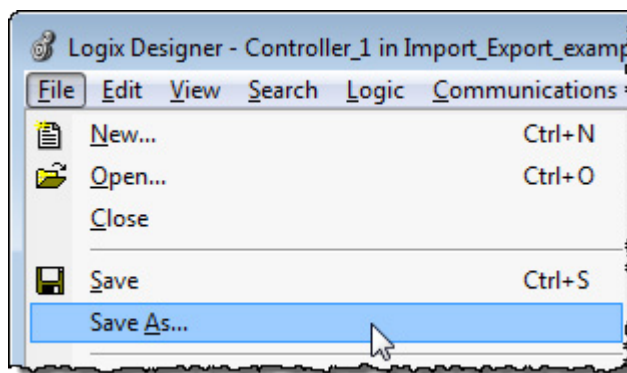 Logix Designer - Controller_1 in Import_Export_examp
File Edit View Search Logic Communications
New... Ctrl+N
Open... Ctrl+O
Close
Save Ctrl+S
Save As...